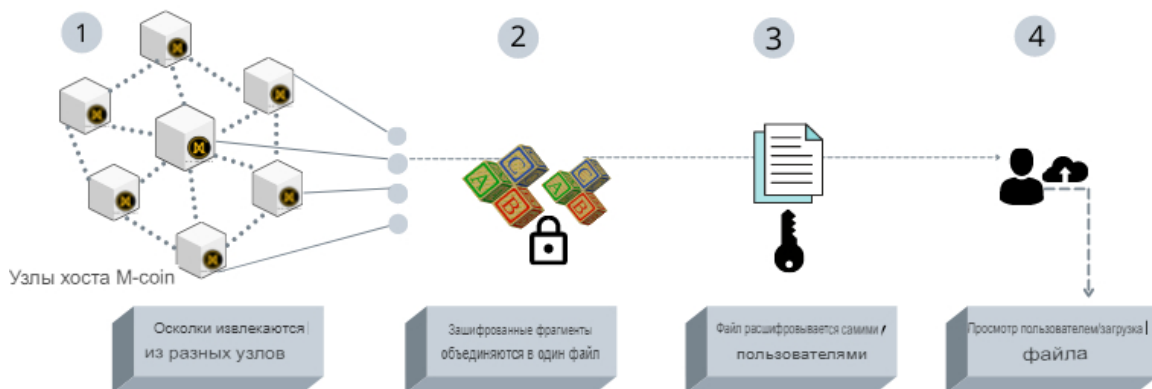 1
2
3
4
A
C
B
A
C
B
Узлы хоста M-coin
Осколки извлекаются
из разных узлов
Зашифрованные фрагменты
объединяются в один файл
Файл расшифровывается самими
пользователями
Просмотр пользователем/загрузка
файла